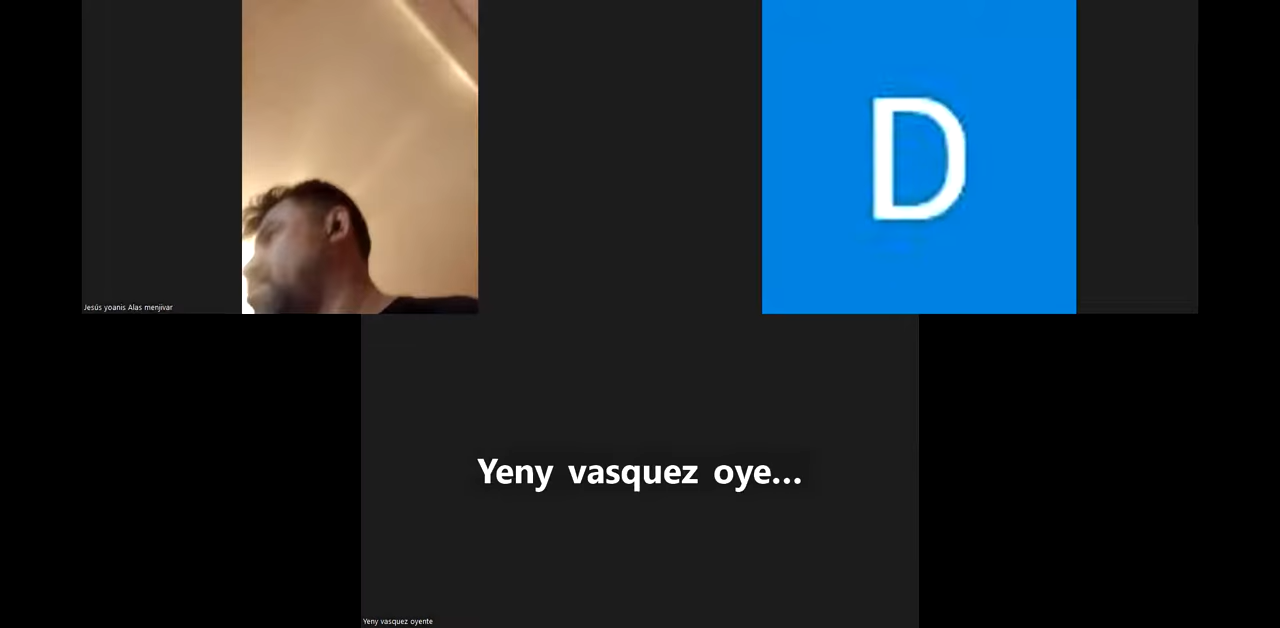 D
Jesús yoanis Alas menjivar
Yeny vasquez oye...
Yeny vasquez oyente